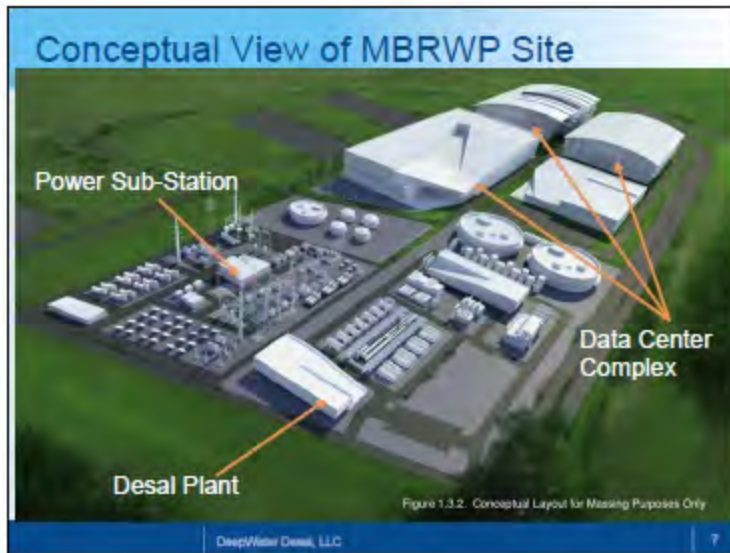 Conceptual View of MBRWP Site
Power Sub-Station
Data Center
Complex
Desal Plant
Figure 1.3.2. Conceptual Layout for Massing Purposes Only
DeepWater Desal, LLC
7